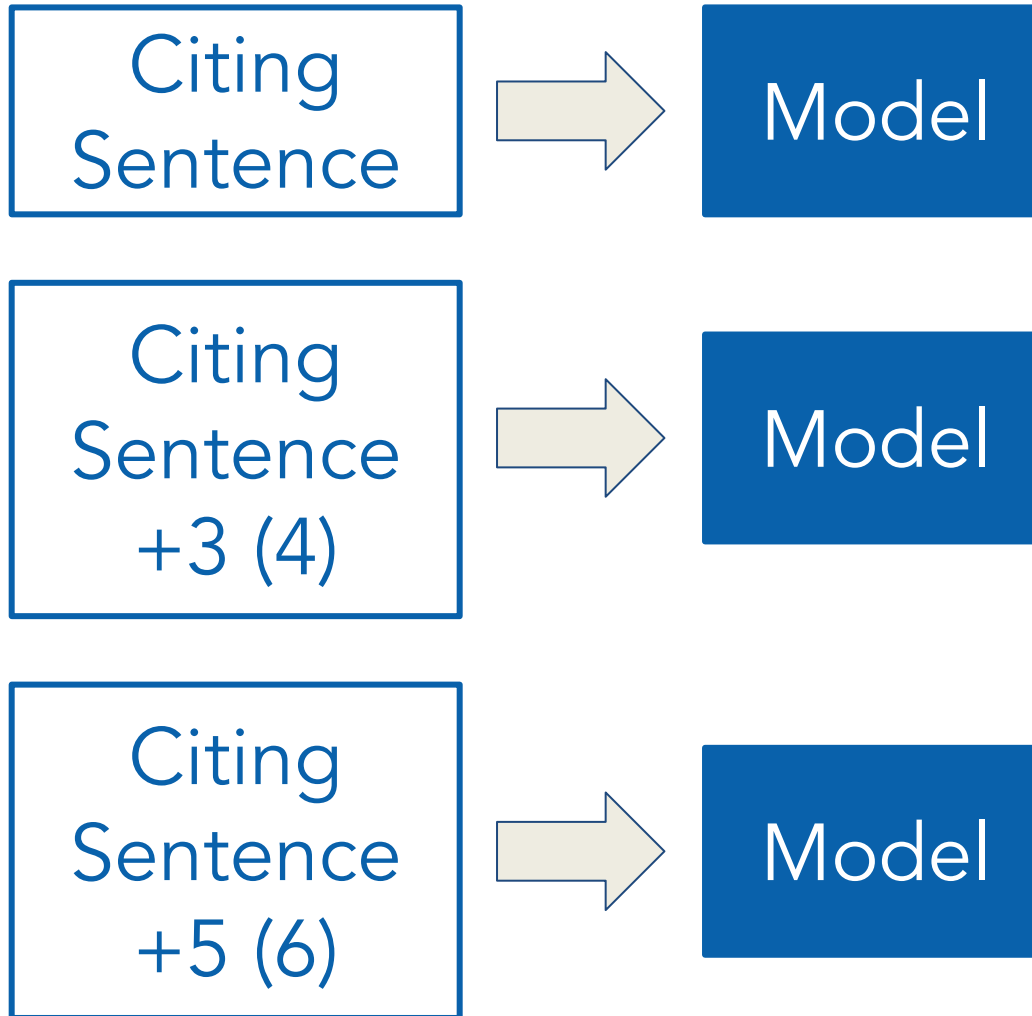 Citing
Sentence
Model
Citing
Sentence
+3 (4)
Model
Citing
Sentence
+5 (6)
Model